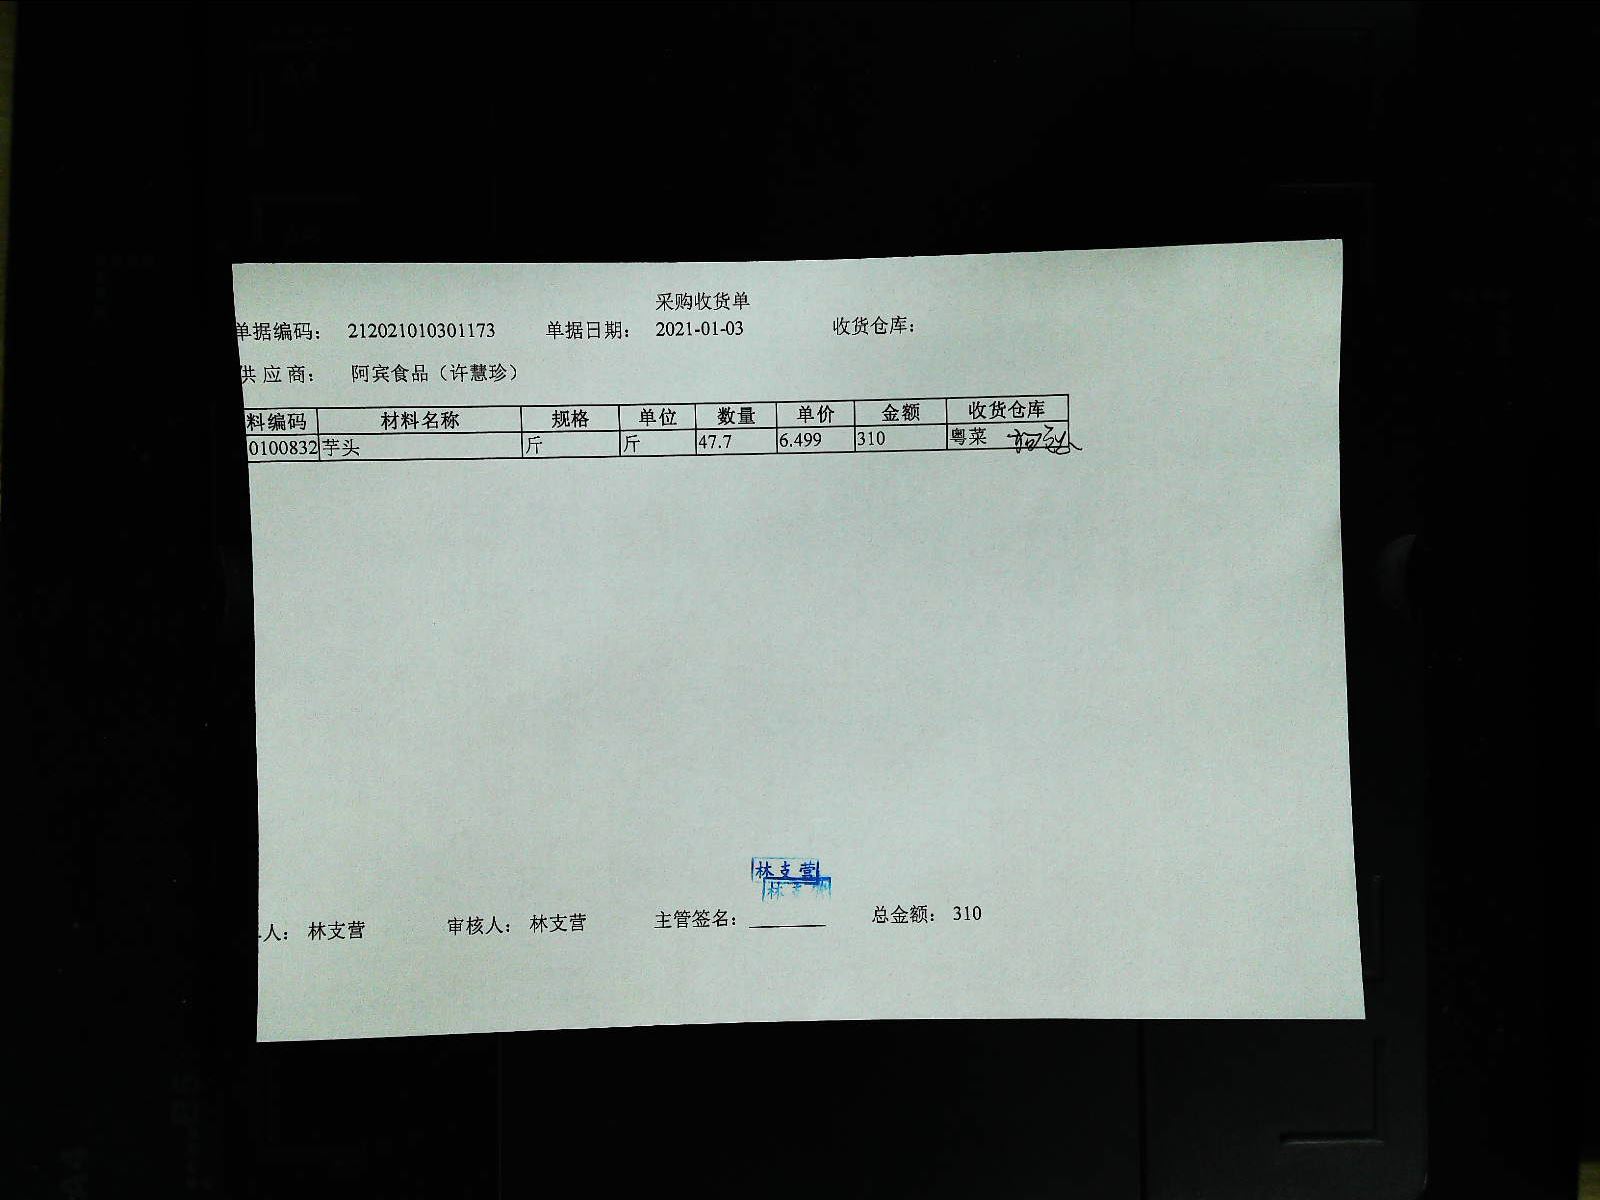 采购收货单
单据编码： 212021010301173 单据日期： 2021-01-03 收货仓库：
供应商： 阿宾食品（许慧珍）
料编码 材料名称 规格 单位 数量 单价 金额 收货仓库
0100832 芋头 斤 斤 47.7 6.499 310 粤菜
林支营
人： 林支营 审核人： 林支营 主管签名： 总金额： 310